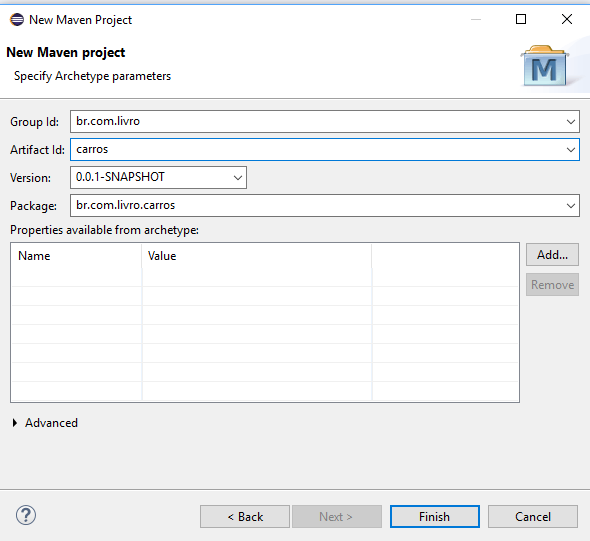 New Maven Project
New Maven project
Specify Archetype parameters
M
Group Id: br.com.livro
Artifact Id: carros
Version: 0.0.1-SNAPSHOT
Package: br.com.livro.carros
Properties available from archetype:
Name Value
Add...
Remove
Advanced
? < Back Next > Finish Cancel